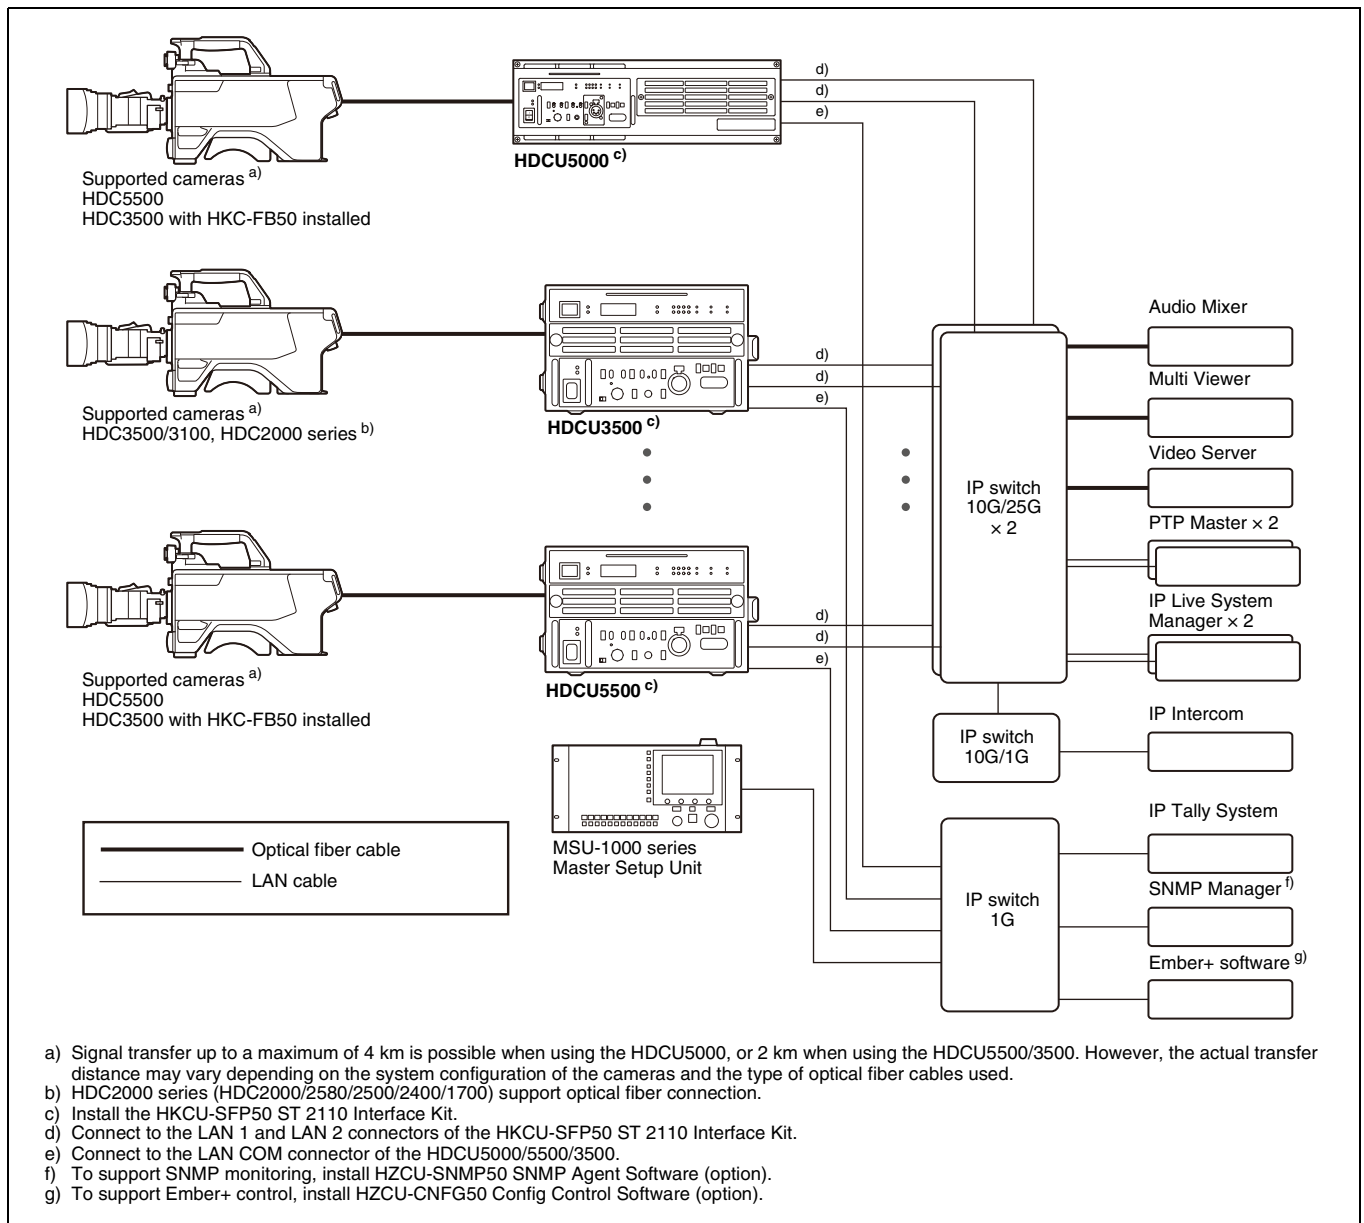 d)
d)
e)
HDCU5000 c)
Supported cameras a)
HDC5500
HDC3500 with HKC-FB50 installed
Audio Mixer
d)
d)
e)
Multi Viewer
Supported cameras a)
HDC3500/3100, HDC2000 series b)
HDCU3500 c)
Video Server
IP switch
10G/25G
× 2
PTP Master × 2
IP Live System
Manager × 2
d)
d)
e)
Supported cameras a)
HDC5500
HDC3500 with HKC-FB50 installed
HDCU5500 c)
IP Intercom
IP switch
10G/1G
IP Tally System
Optical fiber cable
LAN cable
MSU-1000 series
Master Setup Unit
SNMP Manager f)
IP switch
1G
Ember+ software g)
a) Signal transfer up to a maximum of 4 km is possible when using the HDCU5000, or 2 km when using the HDCU5500/3500. However, the actual transfer
distance may vary depending on the system configuration of the cameras and the type of optical fiber cables used.
b) HDC2000 series (HDC2000/2580/2500/2400/1700) support optical fiber connection.
c) Install the HKCU-SFP50 ST 2110 Interface Kit.
d) Connect to the LAN 1 and LAN 2 connectors of the HKCU-SFP50 ST 2110 Interface Kit.
e) Connect to the LAN COM connector of the HDCU5000/5500/3500.
f) To support SNMP monitoring, install HZCU-SNMP50 SNMP Agent Software (option).
g) To support Ember+ control, install HZCU-CNFG50 Config Control Software (option).